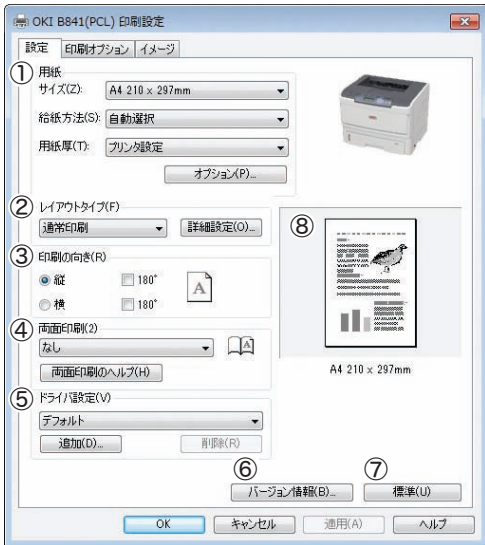 OKI B841(PCL) 印刷設定
設定 印刷オプション イメージ
① 用紙
サイズ(Z): A4 210 x 297mm
給紙方法(S): 自動選択
用紙厚(T): プリンタ設定
オプション(P)...
② レイアウトタイプ(F)
通常印刷 詳細設定(O)...
③ 印刷の向き(R)
縦 180°
横 180°
A
④ 両面印刷(2)
なし
A
両面印刷のヘルプ(H)
⑤ ドライバ設定(V)
デフォルト
追加(D)... 削除(R)
⑧
A4 210 x 297mm
⑥ ⑦
バージョン情報(B)... 標準(U)
OK キャンセル 適用(A) ヘルプ